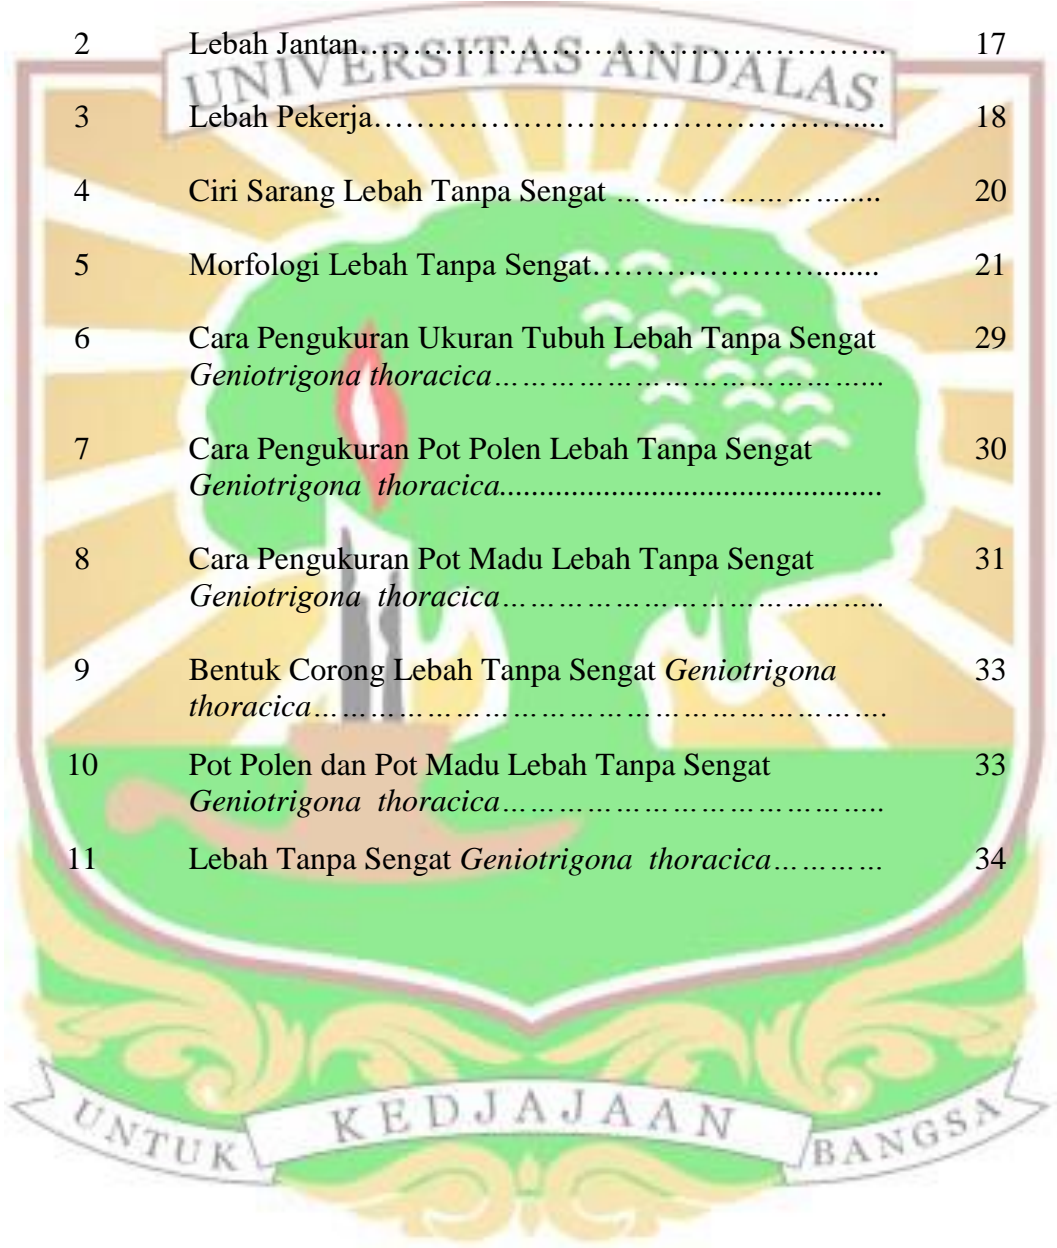 2 Lebah Jantan…………………………………………….. 17
UNIVERSITAS ANDALAS
3 Lebah Pekerja………………………………………….... 18
4 Ciri Sarang Lebah Tanpa Sengat ……………………..... 20
5 Morfologi Lebah Tanpa Sengat…………………........ 21
6 Cara Pengukuran Ukuran Tubuh Lebah Tanpa Sengat 29
Geniotrigona thoracica…………………………………...
7 Cara Pengukuran Pot Polen Lebah Tanpa Sengat 30
Geniotrigona thoracica.................................................
8 Cara Pengukuran Pot Madu Lebah Tanpa Sengat 31
Geniotrigona thoracica…………………………………..
9 Bentuk Corong Lebah Tanpa Sengat Geniotrigona 33
thoracica…………………………………………………….
10 Pot Polen dan Pot Madu Lebah Tanpa Sengat 33
Geniotrigona thoracica…………………………………..
11 Lebah Tanpa Sengat Geniotrigona thoracica………… 34
UNTUK KEDJAJAAN BANGSA